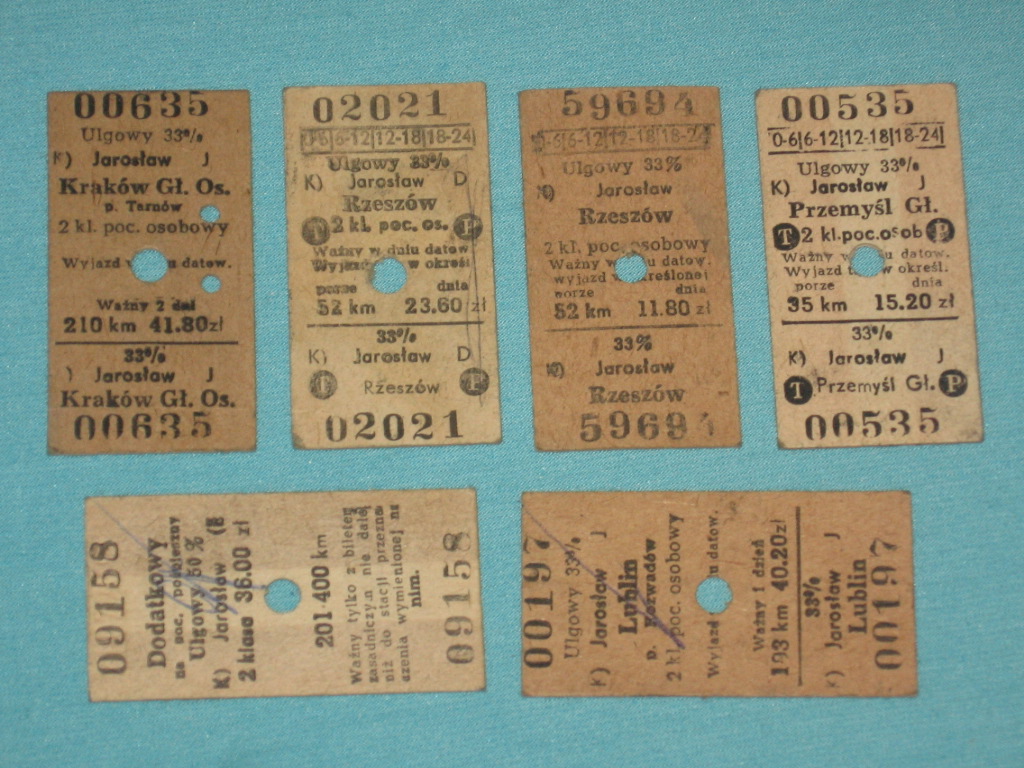 00635
Ulgowy 33%
K) Jarosław J
Kraków Gł. Os.
p. Tarnów
2 kl. poc. osobowy
Wyjazd w u datow.
Ważny 2 dni
210 km 41.80 zł
33%
) Jarosław J
Kraków Gł. Os.
00635
02021
0-6|6-12|12-18|18-24|
Ulgowy 33%
K) Jarosław D
Rzeszów
T 2 kl. poc. os. P
Ważny w dniu datow
Wyjazd w określ
porze dnia
52 km 23.60 zł
33%
K) Jarosław D
Rzeszów P
02021
59694
0-6|6-12|12-18|18-24
Ulgowy 33%
Jarosław
Rzeszów
2 kl. poc. osobowy
Ważny w u datow.
wyjazd określonej
porze dnia
52 km 11.80 zł
33%
Jarosław
Rzeszów
59694
00535
0-6|6-12|12-18|18-24|
Ulgowy 33%
K) Jarosław J
Przemyśl Gł.
T 2 kl.poc.osob P
Ważny w datow.
Wyjazd w określ.
porze dnia
35 km 15.20 zł
33%
K) Jarosław J
T Przemyśl Gł. P
00535
09158
Dodatkowy
na poc. pośpieszny
Ulgowy 50 %
K) Jarosław (E
2 klasa 36.00 zł
201-400 km
Ważny tylko z biletem
zasadniczym nie dalej
niż do stacji przezna-
czenia wymienionej na
nim.
09158
00197
Ulgowy 33%
K) Jarosław J
Lublin
p. Rozwadów
2 kl. poc. osobowy
Wyjazd u datow.
Ważny 1 dzień
193 km 40.20zł
33%
K) Jarosław J
Lublin
00197